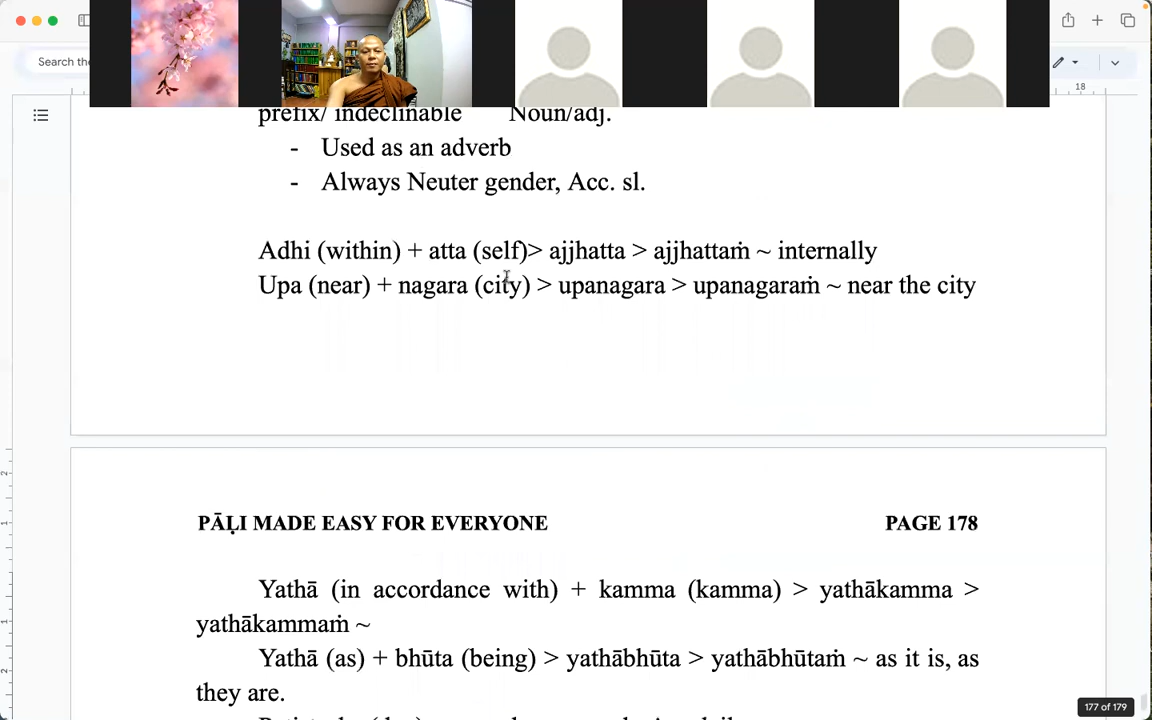 Search the
18
prefix/ indeclinable Noun/adj.
- Used as an adverb
- Always Neuter gender, Acc. sl.
Adhi (within) + atta (self)> ajjhatta > ajjhattaṁ ~ internally
Upa (near) + nagara (city) > upanagara > upanagaraṁ ~ near the city
PĀḶI MADE EASY FOR EVERYONE PAGE 178
Yathā (in accordance with) + kamma (kamma) > yathākamma >
yathākammaṁ ~
Yathā (as) + bhūta (being) > yathābhūta > yathābhūtaṁ ~ as it is, as
they are.
177 of 179